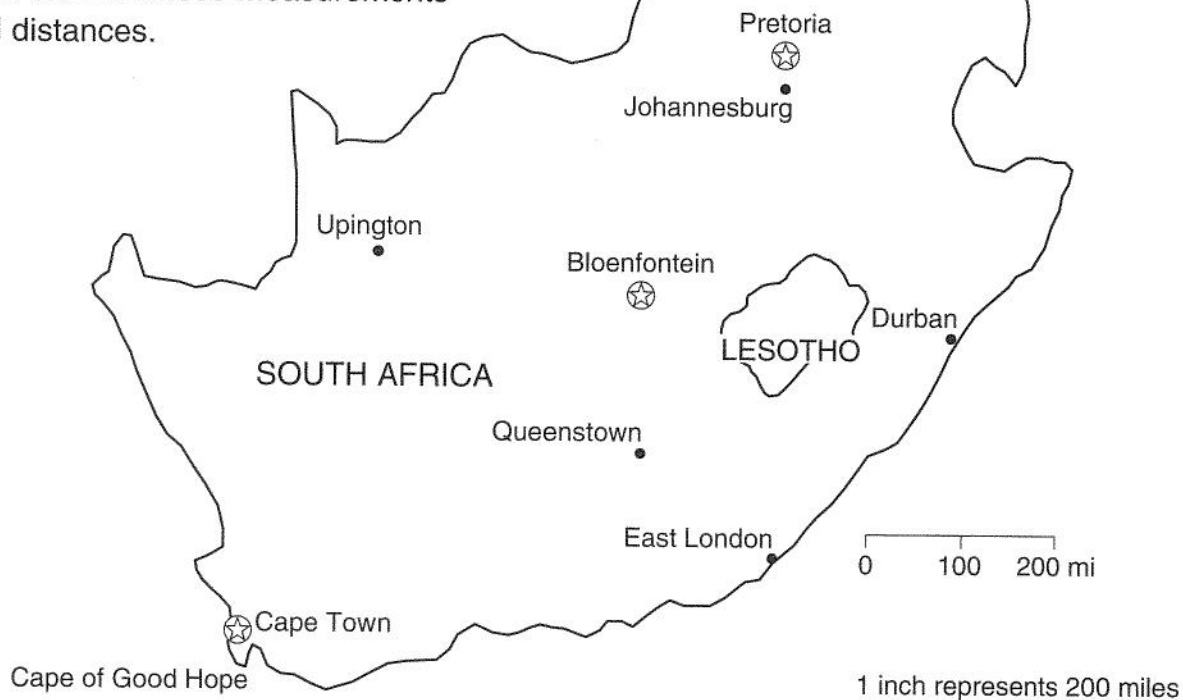 distances.
Pretoria
Johannesburg
Upington
Bloenfontein
Durban
LESOTHO
SOUTH AFRICA
Queenstown
East London
0 100 200 mi
Cape Town
Cape of Good Hope
1 inch represents 200 miles